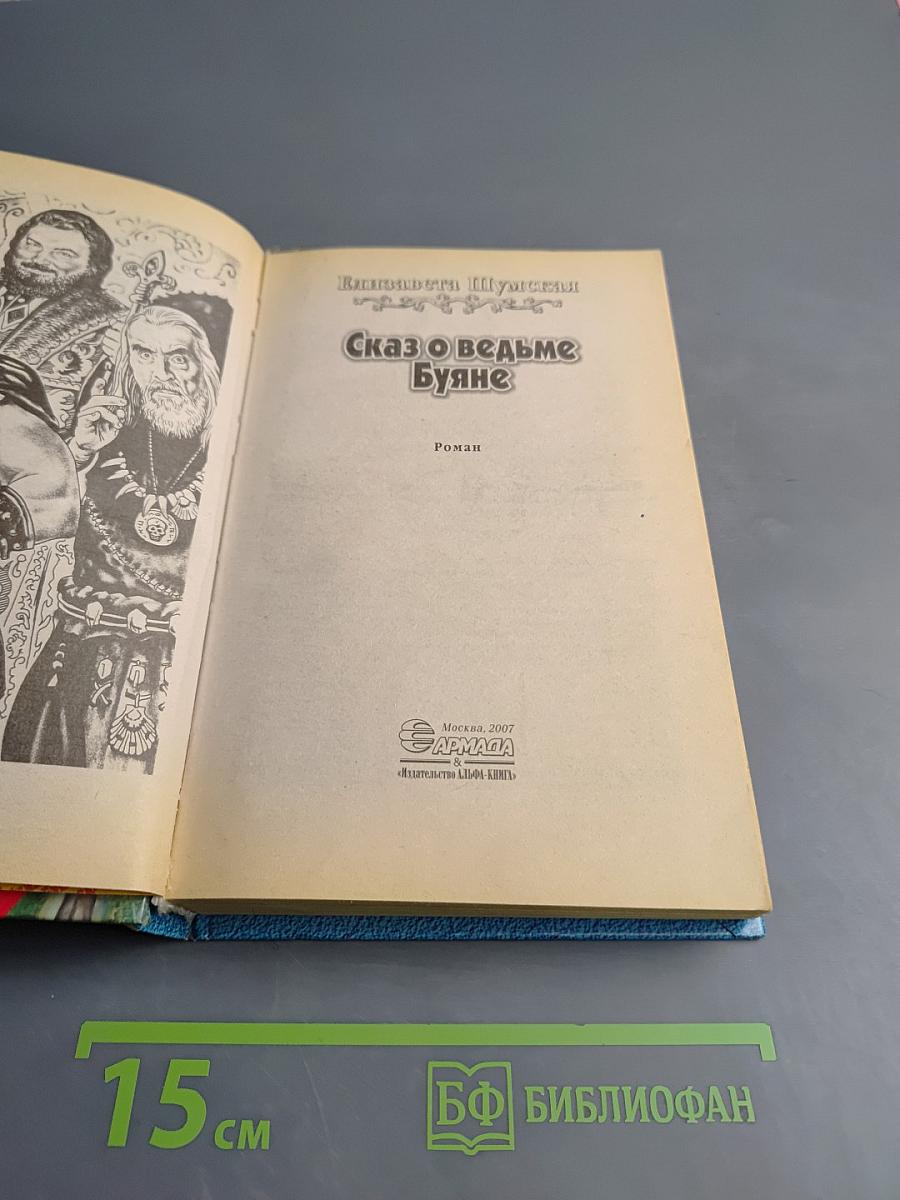 Елизавета Шумская
Сказ о ведьме
Буяне
Роман
Москва, 2007
АРМАДА
&
«Издательство АЛЬФА-КНИГА»
15 см
БФ БИБЛИОФАН